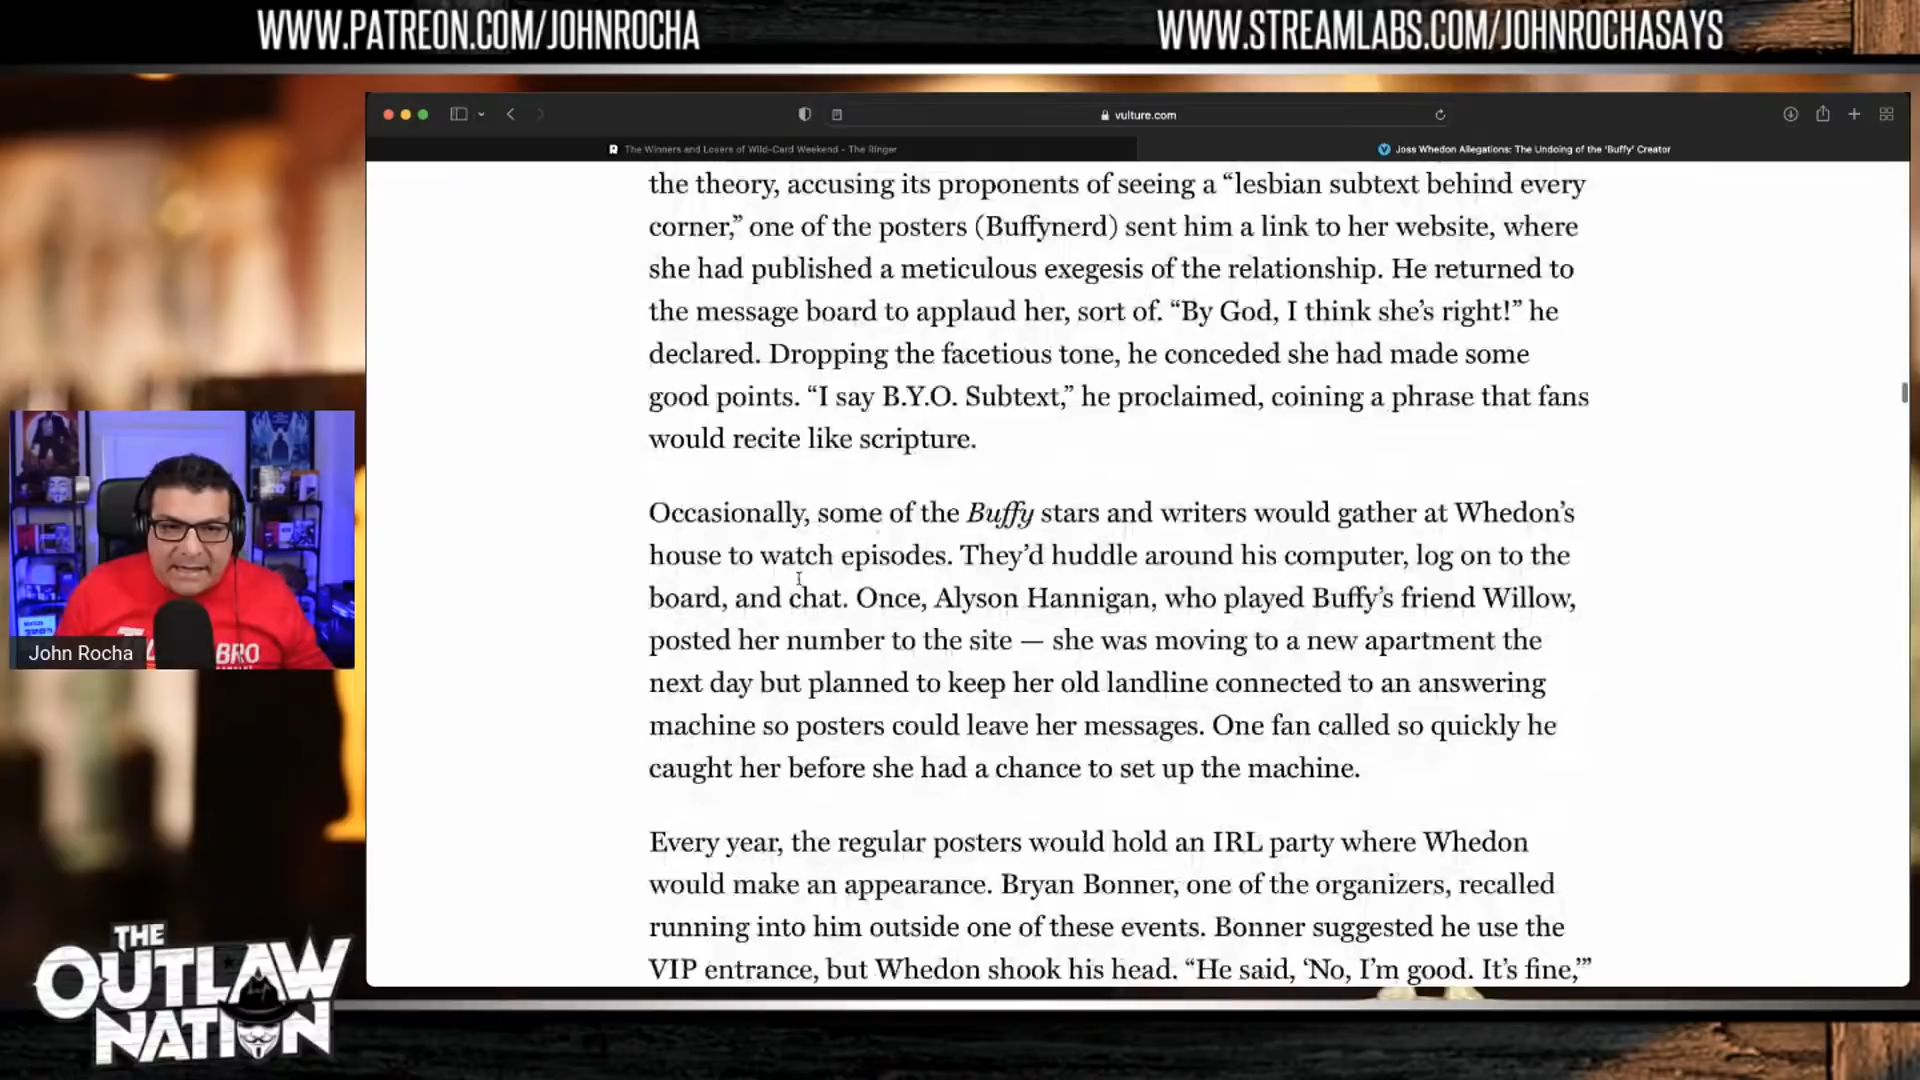 WWW.PATREON.COM/JOHNROCHA
WWW.STREAMLABS.COM/JOHNROCHASAYS
vulture.com
The Winners and Losers of Wild-Card Weekend - The Ringer
Joss Whedon Allegations: The Undoing of the 'Buffy' Creator
the theory, accusing its proponents of seeing a “lesbian subtext behind every
corner,” one of the posters (Buffynerd) sent him a link to her website, where
she had published a meticulous exegesis of the relationship. He returned to
the message board to applaud her, sort of. “By God, I think she’s right!” he
declared. Dropping the facetious tone, he conceded she had made some
good points. “I say B.Y.O. Subtext,” he proclaimed, coining a phrase that fans
would recite like scripture.
Occasionally, some of the Buffy stars and writers would gather at Whedon’s
house to watch episodes. They’d huddle around his computer, log on to the
board, and chat. Once, Alyson Hannigan, who played Buffy’s friend Willow,
posted her number to the site — she was moving to a new apartment the
next day but planned to keep her old landline connected to an answering
machine so posters could leave her messages. One fan called so quickly he
caught her before she had a chance to set up the machine.
Every year, the regular posters would hold an IRL party where Whedon
would make an appearance. Bryan Bonner, one of the organizers, recalled
running into him outside one of these events. Bonner suggested he use the
VIP entrance, but Whedon shook his head. “He said, ‘No, I’m good. It’s fine,’”
John Rocha
BRO
THE
OUTLAW
NATION